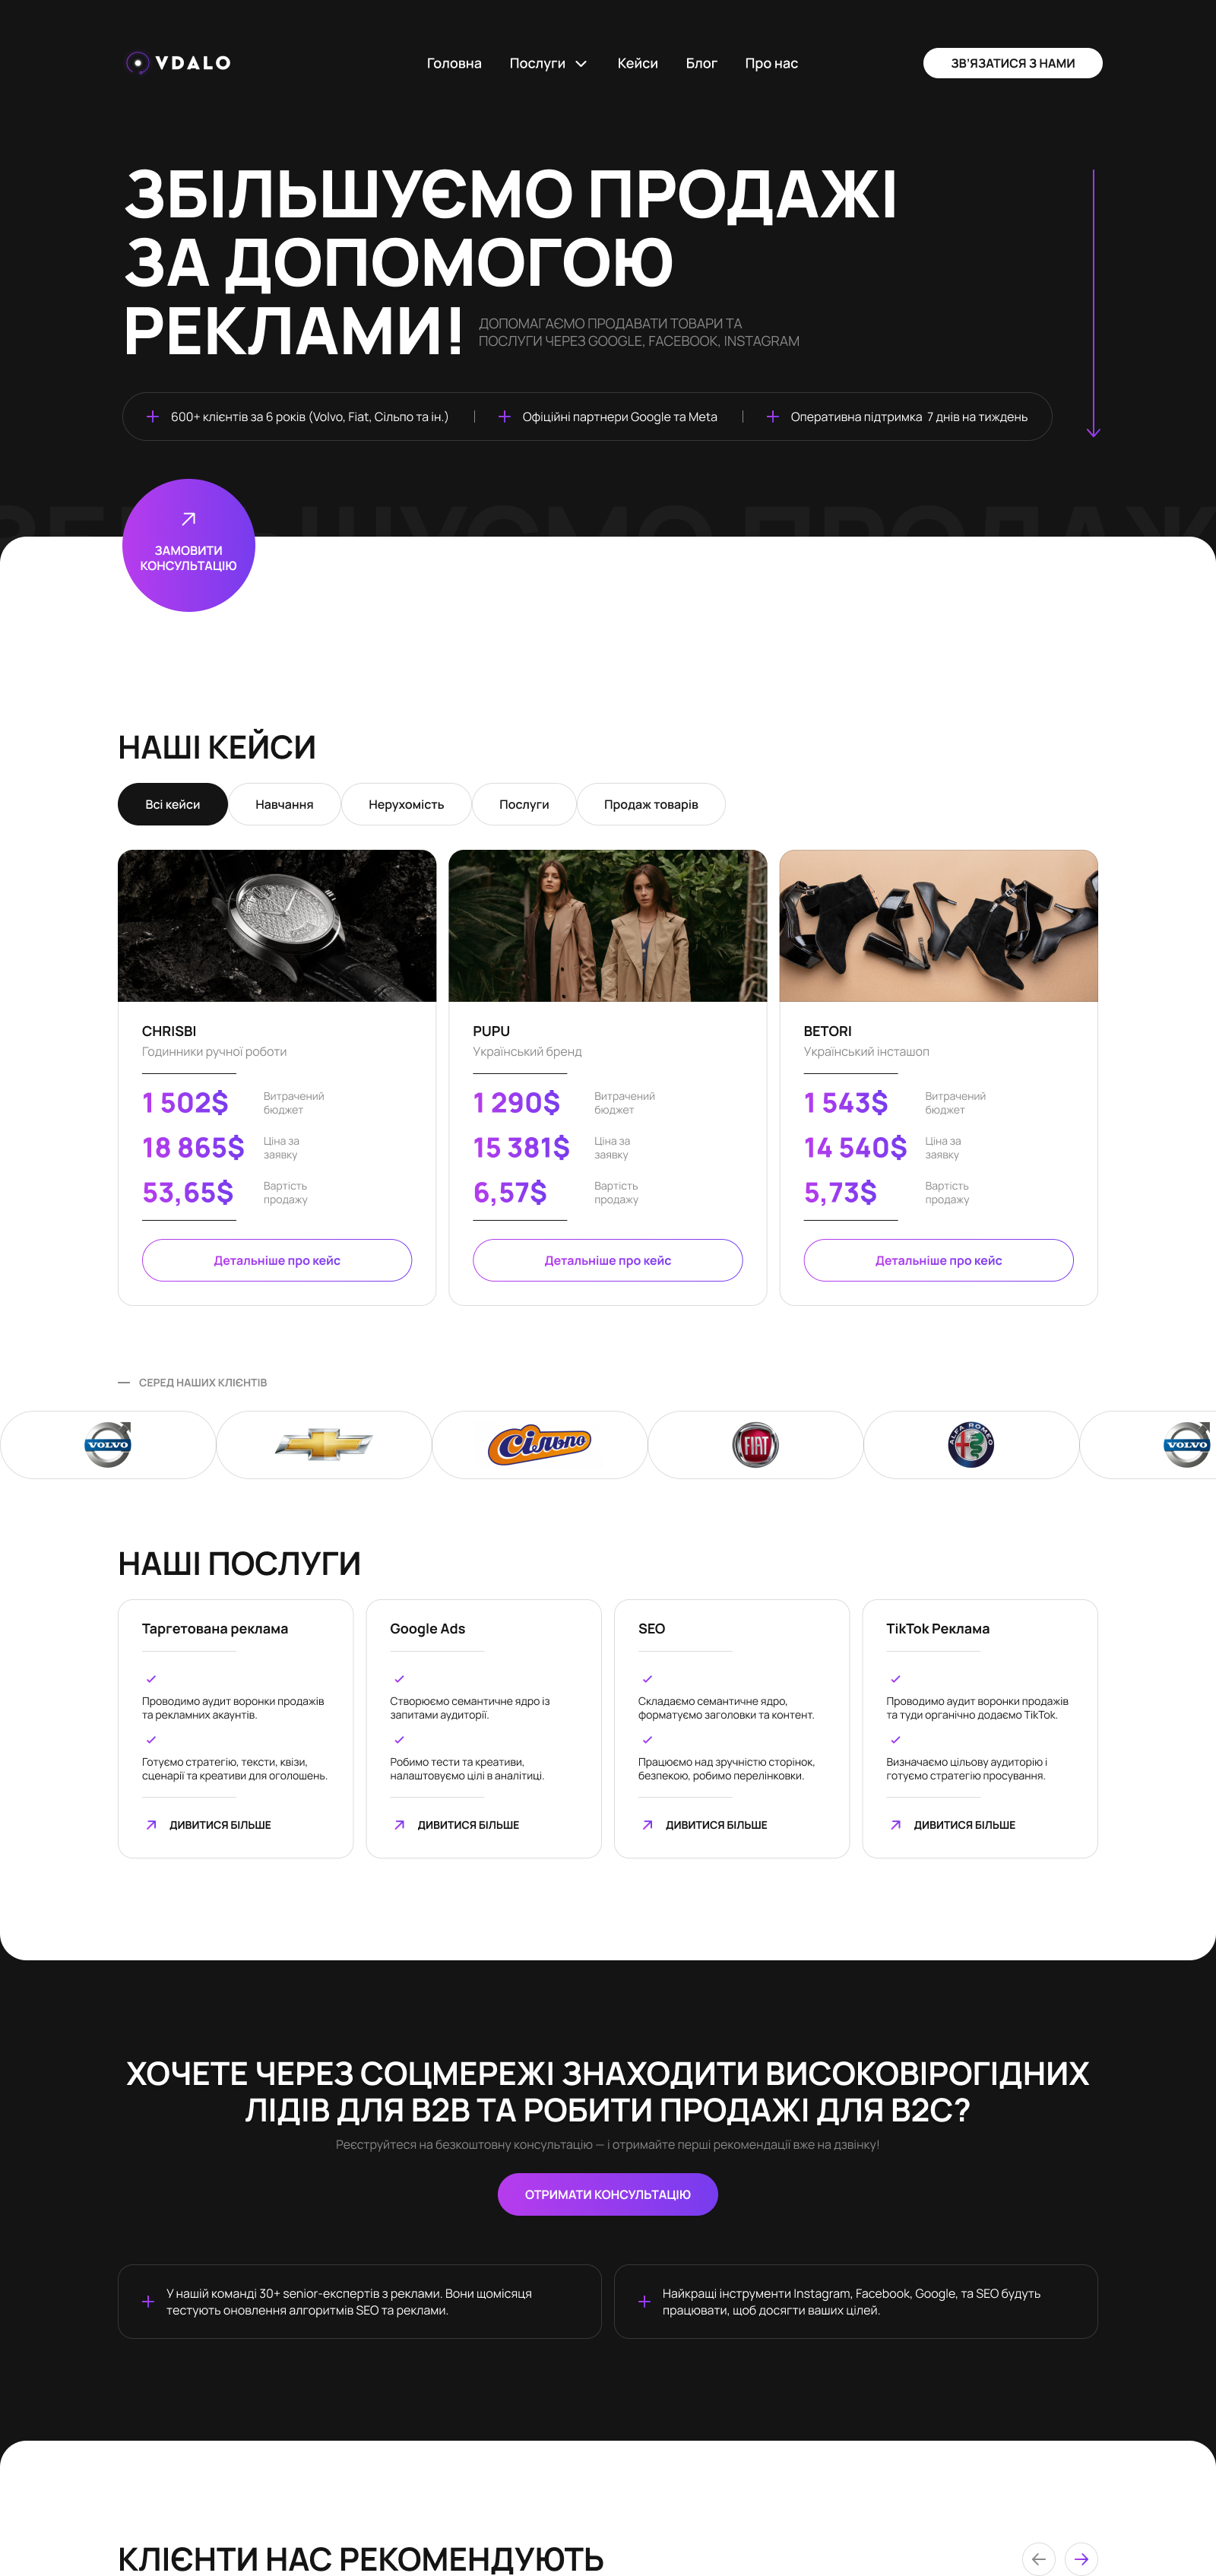 VDALO
Головна
Послуги
Кейси
Блог
Про нас
ЗВ'ЯЗАТИСЯ З НАМИ
ЗБІЛЬШУЄМО ПРОДАЖІ
ЗА ДОПОМОГОЮ
РЕКЛАМИ!
ДОПОМАГАЄМО ПРОДАВАТИ ТОВАРИ ТА
ПОСЛУГИ ЧЕРЕЗ GOOGLE, FACEBOOK, INSTAGRAM
600+ клієнтів за 6 років (Volvo, Fiat, Сільпо та ін.)
Офіційні партнери Google та Meta
Оперативна підтримка 7 днів на тиждень
ЗАМОВИТИ
КОНСУЛЬТАЦІЮ
НАШІ КЕЙСИ
Всі кейси
Навчання
Нерухомість
Послуги
Продаж товарів
CHRISBI
Годинники ручної роботи
1 502$
Витрачений
бюджет
18 865$
Ціна за
заявку
53,65$
Вартість
продажу
Детальніше про кейс
PUPU
Український бренд
1 290$
Витрачений
бюджет
15 381$
Ціна за
заявку
6,57$
Вартість
продажу
Детальніше про кейс
BETORI
Український інсташоп
1 543$
Витрачений
бюджет
14 540$
Ціна за
заявку
5,73$
Вартість
продажу
Детальніше про кейс
СЕРЕД НАШИХ КЛІЄНТІВ
VOLVO
Сільпо
FIAT
ALFA ROMEO
VOLVO
НАШІ ПОСЛУГИ
Таргетована реклама
Проводимо аудит воронки продажів
та рекламних акаунтів.
Готуємо стратегію, тексти, квізи,
сценарії та креативи для оголошень.
ДИВИТИСЯ БІЛЬШЕ
Google Ads
Створюємо семантичне ядро із
запитами аудиторії.
Робимо тести та креативи,
налаштовуємо цілі в аналітиці.
ДИВИТИСЯ БІЛЬШЕ
SEO
Складаємо семантичне ядро,
форматуємо заголовки та контент.
Працюємо над зручністю сторінок,
безпекою, робимо перелінковки.
ДИВИТИСЯ БІЛЬШЕ
TikTok Реклама
Проводимо аудит воронки продажів
та туди органічно додаємо TikTok.
Визначаємо цільову аудиторію і
готуємо стратегію просування.
ДИВИТИСЯ БІЛЬШЕ
ХОЧЕТЕ ЧЕРЕЗ СОЦМЕРЕЖІ ЗНАХОДИТИ ВИСОКОВІРОГІДНИХ
ЛІДІВ ДЛЯ B2B ТА РОБИТИ ПРОДАЖІ ДЛЯ B2C?
Реєструйтеся на безкоштовну консультацію — і отримайте перші рекомендації вже на дзвінку!
ОТРИМАТИ КОНСУЛЬТАЦІЮ
У нашій команді 30+ senior-експертів з реклами. Вони щомісяця
тестують оновлення алгоритмів SEO та реклами.
Найкращі інструменти Instagram, Facebook, Google, та SEO будуть
працювати, щоб досягти ваших цілей.
КЛІЄНТИ НАС РЕКОМЕНДУЮТЬ